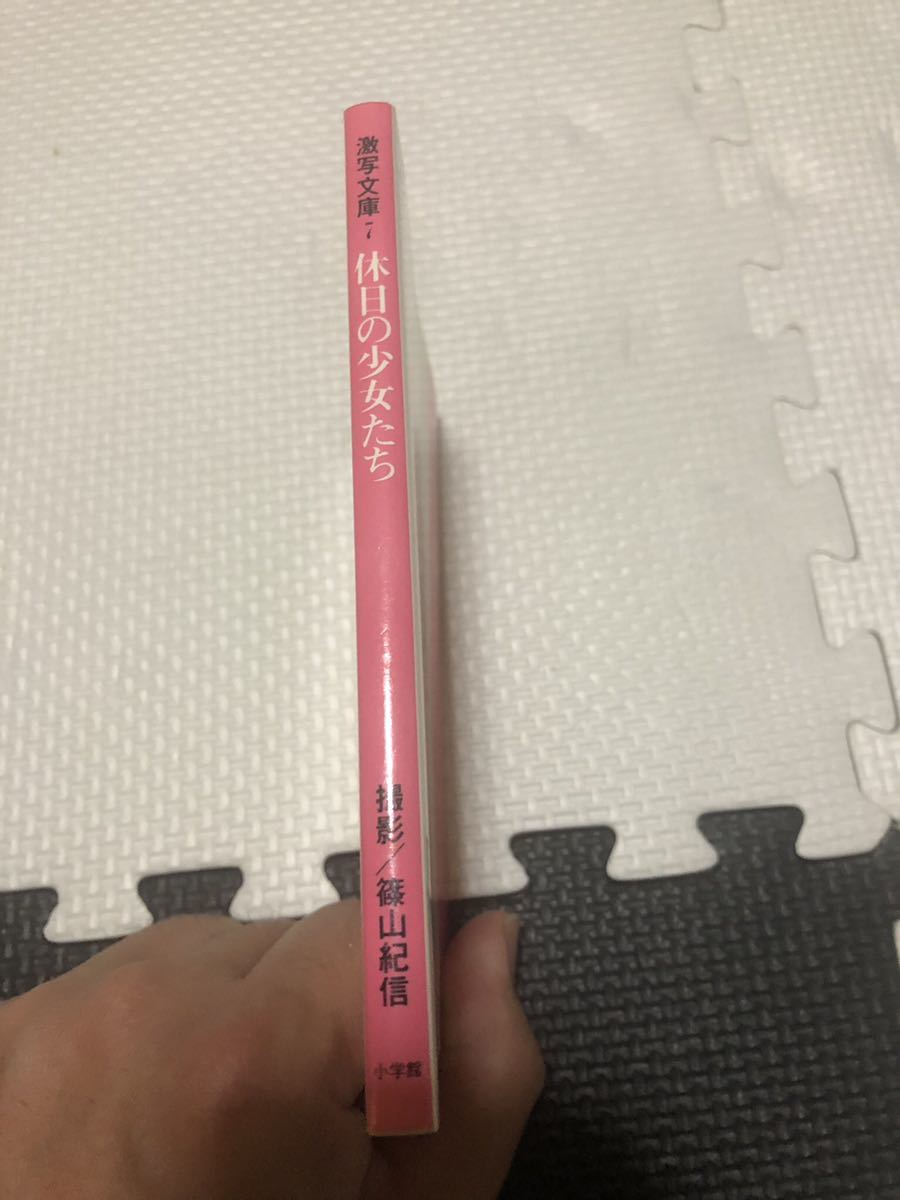 激写文庫7 休日の少女たち
撮影/篠山紀信
小学館